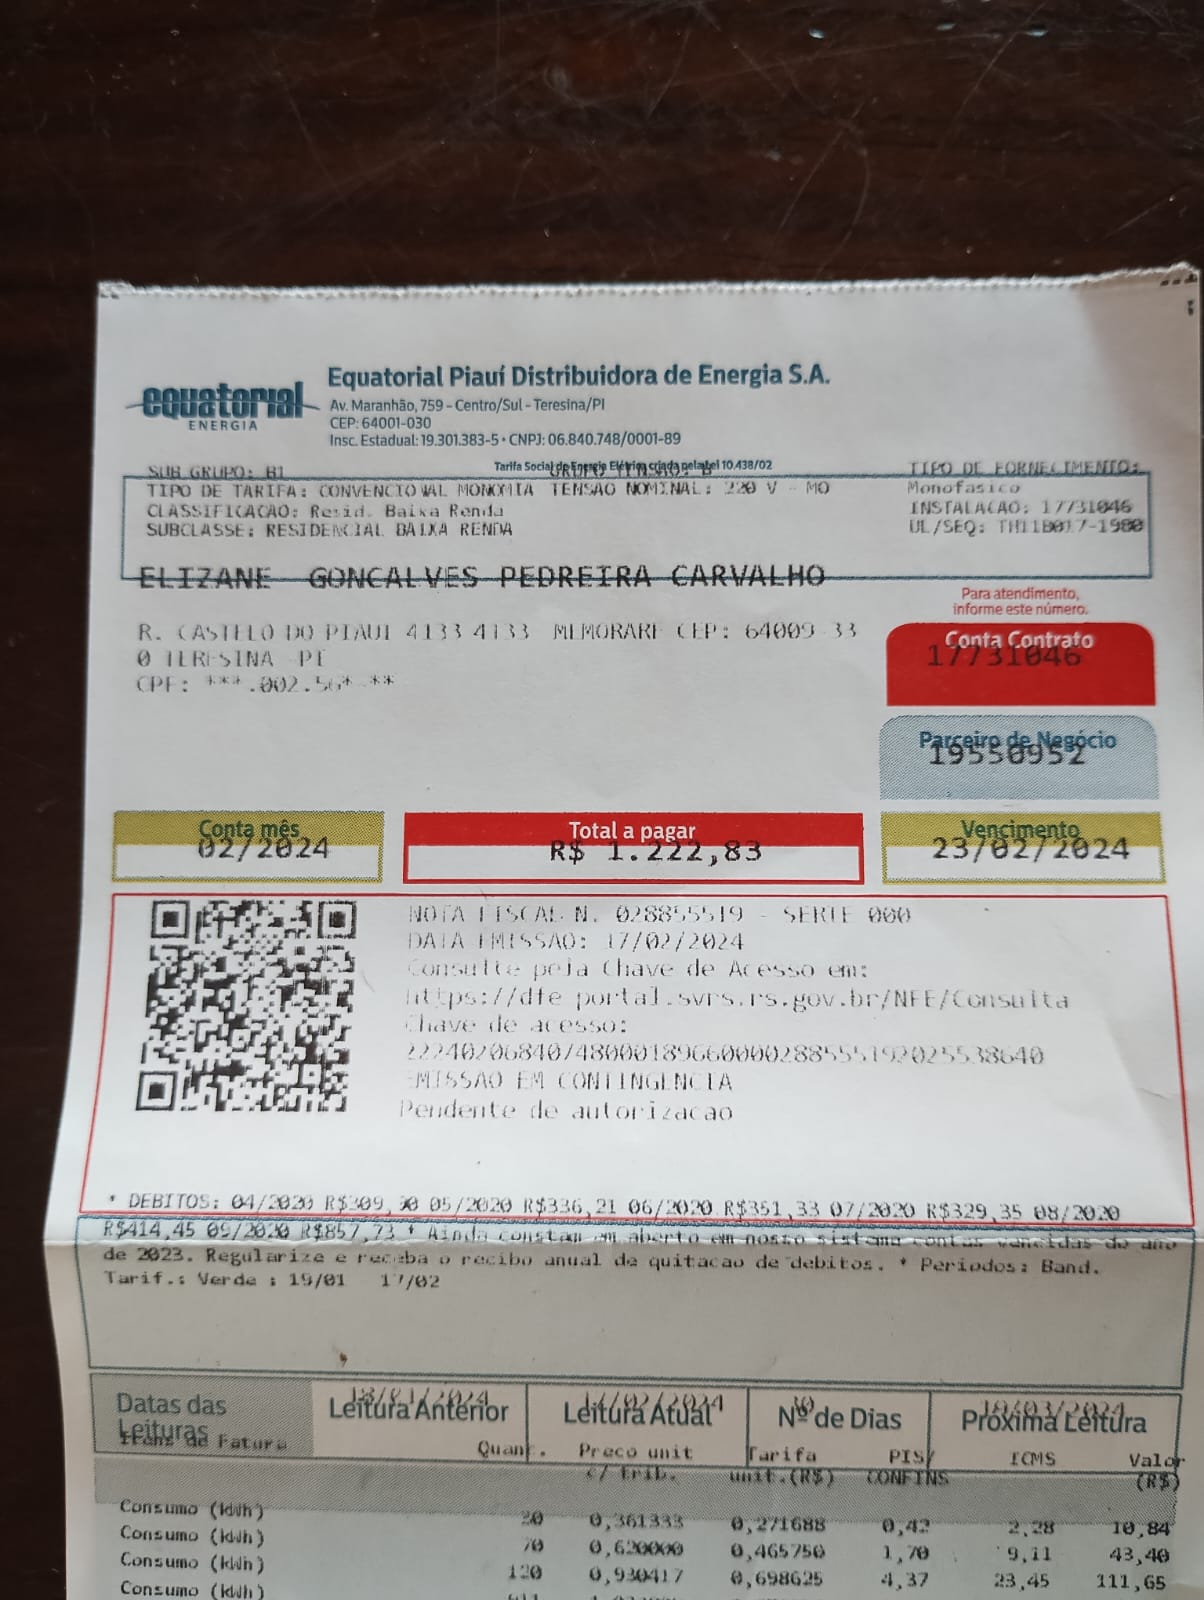 equatorial
ENERGIA
Equatorial Piauí Distribuidora de Energia S.A.
Av. Maranhão, 759 - Centro/Sul - Teresina/PI
CEP: 64001-030
Insc. Estadual: 19.301.383-5 • CNPJ: 06.840.748/0001-89
Tarifa Social de Energia Elétrica criada pela Lei 10.438/02
SUB GRUPO: B1 GRUPO TENSAO: B TIPO DE FORNECIMENTO:
TIPO DE TARIFA: CONVENCIONAL MONOMIA TENSAO NOMINAL: 220 V - MO Monofasico
CLASSIFICACAO: Resid. Baixa Renda INSTALACAO: 17731046
SUBCLASSE: RESIDENCIAL BAIXA RENDA UL/SEQ: TH11B017-1980
ELIZANE GONCALVES PEDREIRA CARVALHO
Para atendimento,
informe este número.
R. CASTELO DO PIAUI 4133 4133 MEMORARE CEP: 64009-33
0 TERESINA PI
CPF: ***.002.56*-**
Conta Contrato
17731046
Parceiro de Negócio
19550952
Conta mês Total a pagar Vencimento
02/2024 R$ 1.222,83 23/02/2024
NOTA FISCAL N. 028855519 - SERIE 000
DATA EMISSAO: 17/02/2024
Consulte pela Chave de Acesso em:
https://dfe-portal.svrs.rs.gov.br/NFE/Consulta
Chave de acesso:
EMISSAO EM CONTINGENCIA
Pendente de autorizacao
* DEBITOS: 04/2020 R$309,90 05/2020 R$336,21 06/2020 R$351,33 07/2020 R$329,35 08/2020
R$414,45 09/2020 R$857,73 * Ainda constam em aberto em nosso sistema contas vencidas do ano
de 2023. Regularize e receba o recibo anual de quitacao de debitos. * Periodos: Band.
Tarif.: Verde : 19/01 17/02
Datas das Leituras
18/01/2024 17/02/2024 30 19/03/2024
Leitura Anterior Leitura Atual Nº de Dias Próxima Leitura
Itens de Fatura Quant. Preco unit Tarifa PIS/ ICMS Valor
c/ trib. unit.(R$) CONFINS (R$)
Consumo (kWh) 30 0,361333 0,271688 0,42 2,28 10,84
Consumo (kWh) 70 0,620000 0,465750 1,70 9,11 43,40
Consumo (kWh) 120 0,930417 0,698625 4,37 23,45 111,65
Consumo (kWh)